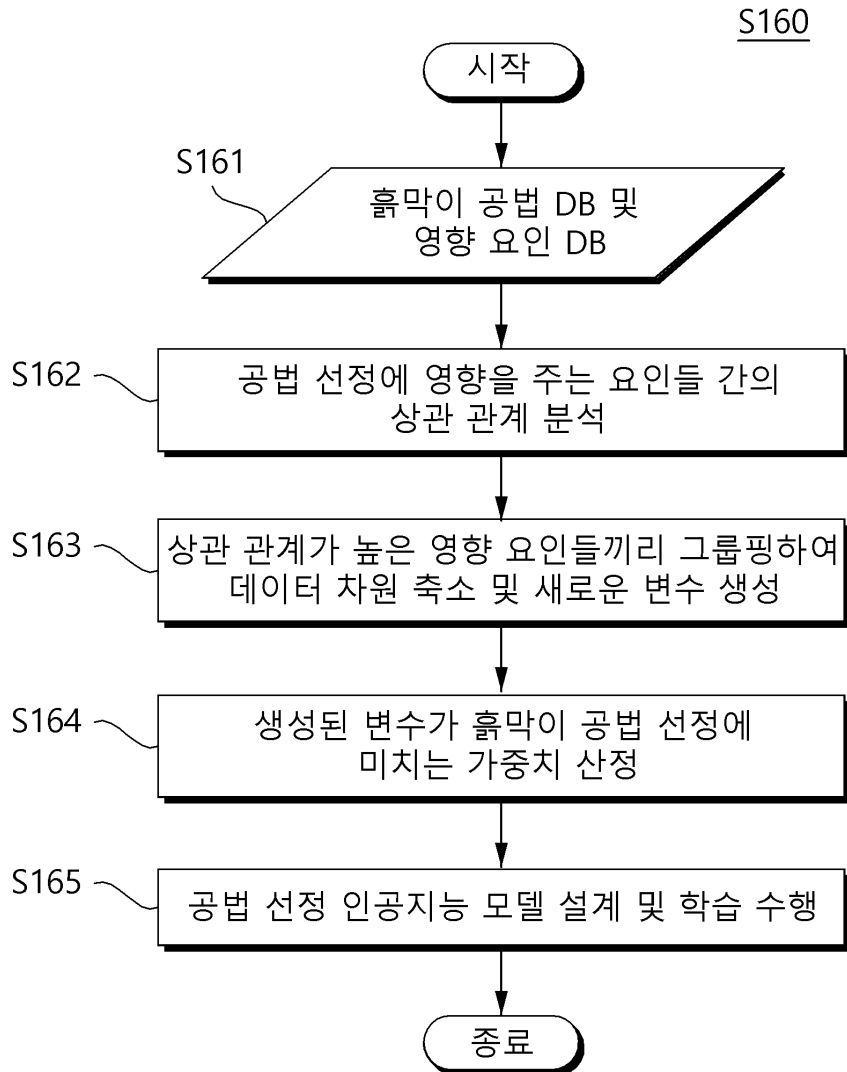 S160
시작
S161
흙막이 공법 DB 및
영향 요인 DB
S162
공법 선정에 영향을 주는 요인들 간의
상관 관계 분석
S163
상관 관계가 높은 영향 요인들끼리 그룹핑하여
데이터 차원 축소 및 새로운 변수 생성
S164
생성된 변수가 흙막이 공법 선정에
미치는 가중치 산정
S165
공법 선정 인공지능 모델 설계 및 학습 수행
종료